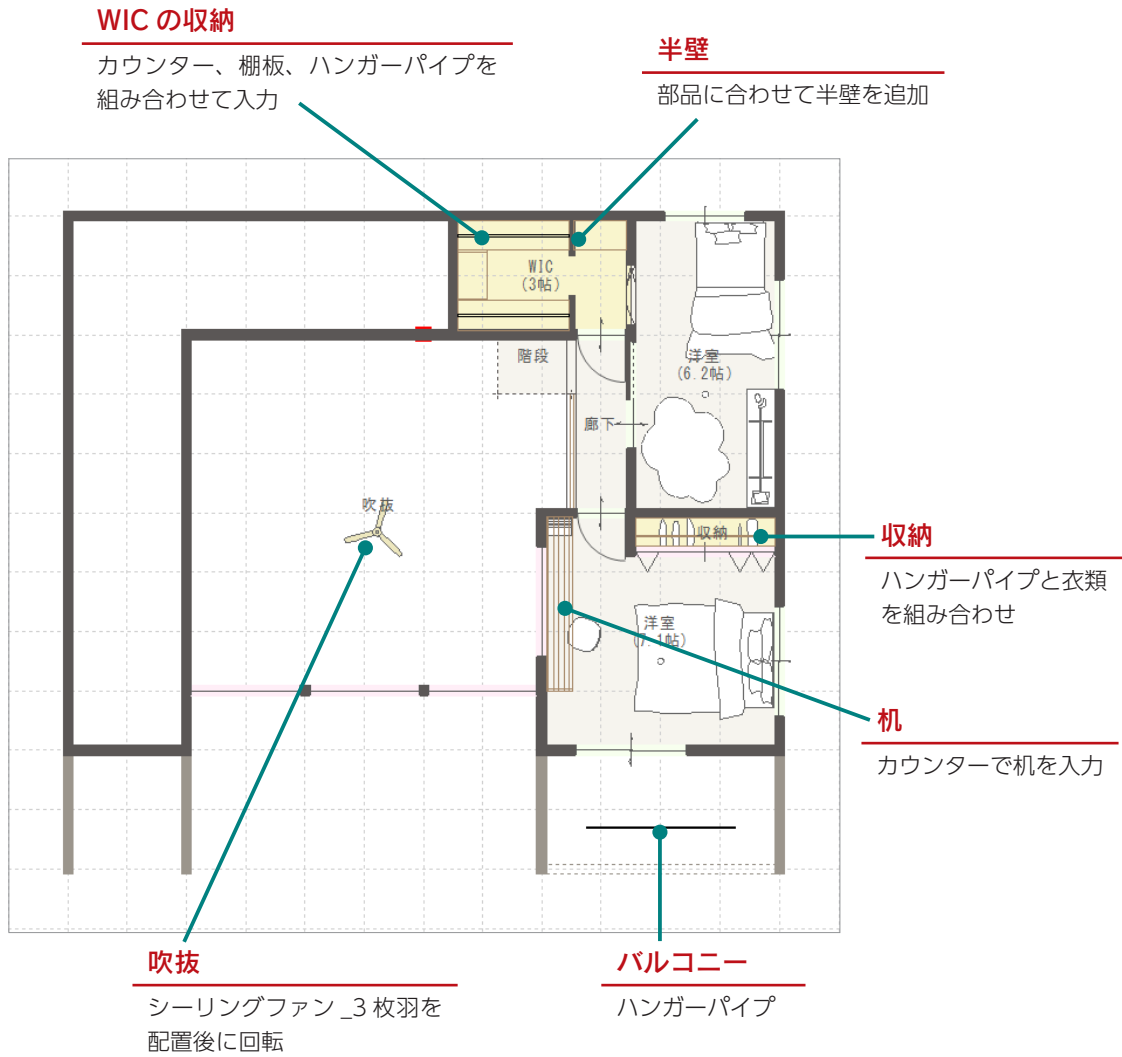 WIC の収納
カウンター、棚板、ハンガーパイプを
組み合わせて入力
半壁
部品に合わせて半壁を追加
WIC
(3帖)
階段
洋室
(6.2帖)
廊下
吹抜
収納
収納
ハンガーパイプと衣類
を組み合わせ
洋室
(7.1帖)
机
カウンターで机を入力
吹抜
シーリングファン _3 枚羽を
配置後に回転
バルコニー
ハンガーパイプ